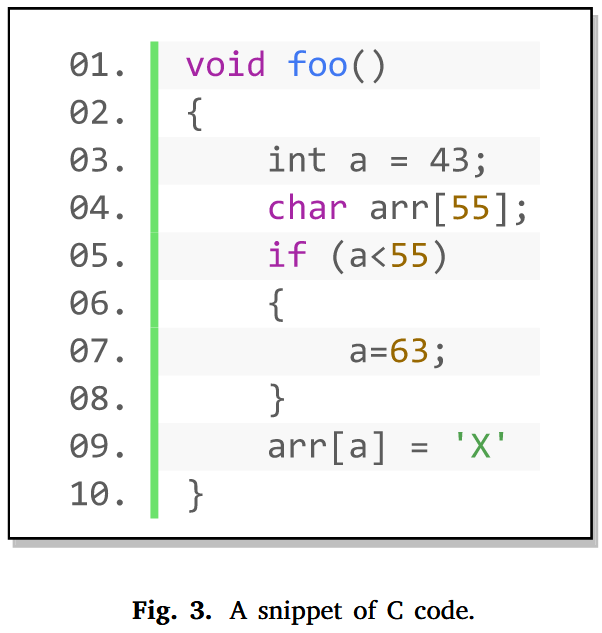 01. void foo()
02. {
03.     int a = 43;
04.     char arr[55];
05.     if (a<55)
06.     {
07.         a=63;
08.     }
09.     arr[a] = 'X'
10. }
Fig. 3. A snippet of C code.